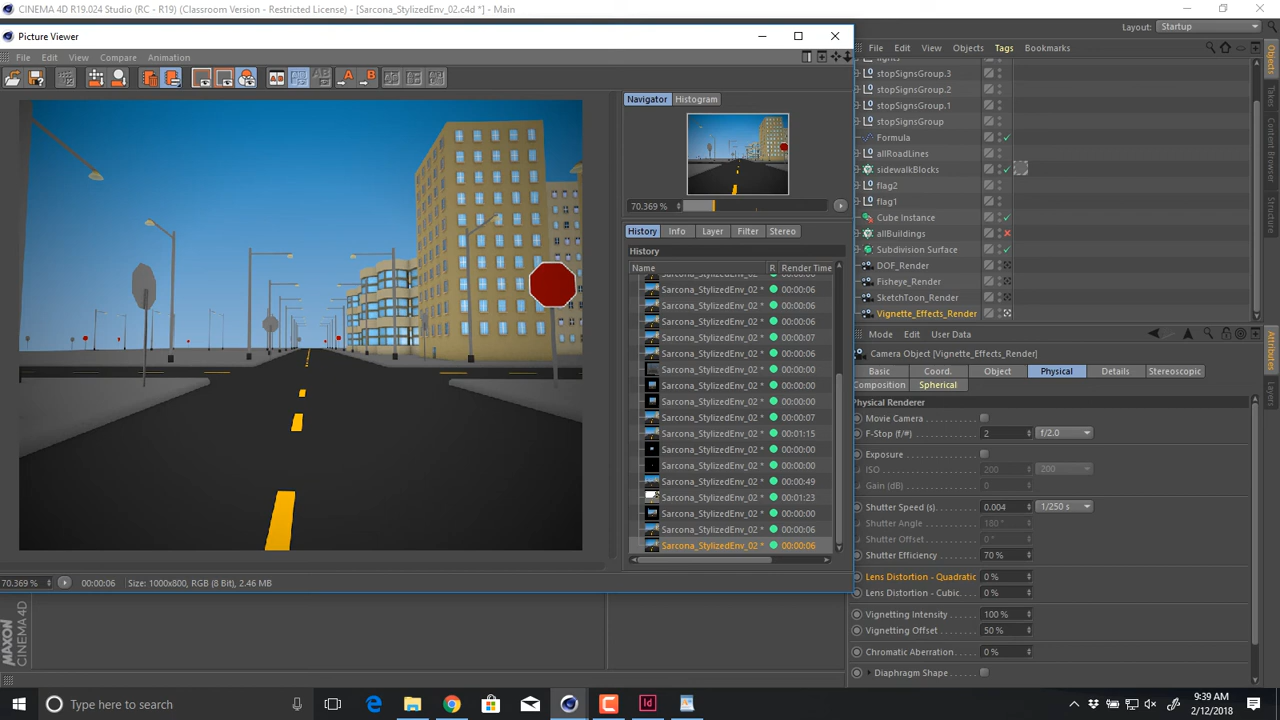 CINEMA 4D R19.024 Studio (RC - R19) (Classroom Version - Restricted License) - [Sarcona_StylizedEnv_02.c4d *] - Main
Layout: Startup
Picture Viewer
File Edit View Compare Animation
File Edit View Objects Tags Bookmarks
stopSignsGroup.3
stopSignsGroup.2
stopSignsGroup.1
stopSignsGroup
Formula
allRoadLines
sidewalkBlocks
flag2
flag1
Cube Instance
allBuildings
Subdivision Surface
DOF_Render
Fisheye_Render
SketchToon_Render
Vignette_Effects_Render
Navigator Histogram
70.369 %
History Info Layer Filter Stereo
History
Name R Render Time
Sarcona_StylizedEnv_02 * 00:00:06
Sarcona_StylizedEnv_02 * 00:00:06
Sarcona_StylizedEnv_02 * 00:00:06
Sarcona_StylizedEnv_02 * 00:00:07
Sarcona_StylizedEnv_02 * 00:00:06
Sarcona_StylizedEnv_02 * 00:00:00
Sarcona_StylizedEnv_02 * 00:00:00
Sarcona_StylizedEnv_02 * 00:00:00
Sarcona_StylizedEnv_02 * 00:00:07
Sarcona_StylizedEnv_02 * 00:01:15
Sarcona_StylizedEnv_02 * 00:00:00
Sarcona_StylizedEnv_02 * 00:00:00
Sarcona_StylizedEnv_02 * 00:00:49
Sarcona_StylizedEnv_02 * 00:01:23
Sarcona_StylizedEnv_02 * 00:00:00
Sarcona_StylizedEnv_02 * 00:00:06
Sarcona_StylizedEnv_02 * 00:00:06
70.369 % 00:00:06 Size: 1000x800, RGB (8 Bit), 2.46 MB
Mode Edit User Data
Camera Object [Vignette_Effects_Render]
Basic Coord. Object Physical Details Stereoscopic
Composition Spherical
Physical Renderer
Movie Camera
F-Stop (f/#) 2 f/2.0
Exposure
ISO 200 200
Gain (dB) 0
Shutter Speed (s) 0.004 1/250 s
Shutter Angle 180 °
Shutter Offset 0 °
Shutter Efficiency 70 %
Lens Distortion - Quadratic 0 %
Lens Distortion - Cubic 0 %
Vignetting Intensity 100 %
Vignetting Offset 50 %
Chromatic Aberration 0 %
Diaphragm Shape
Objects
Takes
Content Browser
Structure
Attributes
Layers
MAXON
CINEMA 4D
Type here to search
9:39 AM
2/12/2018